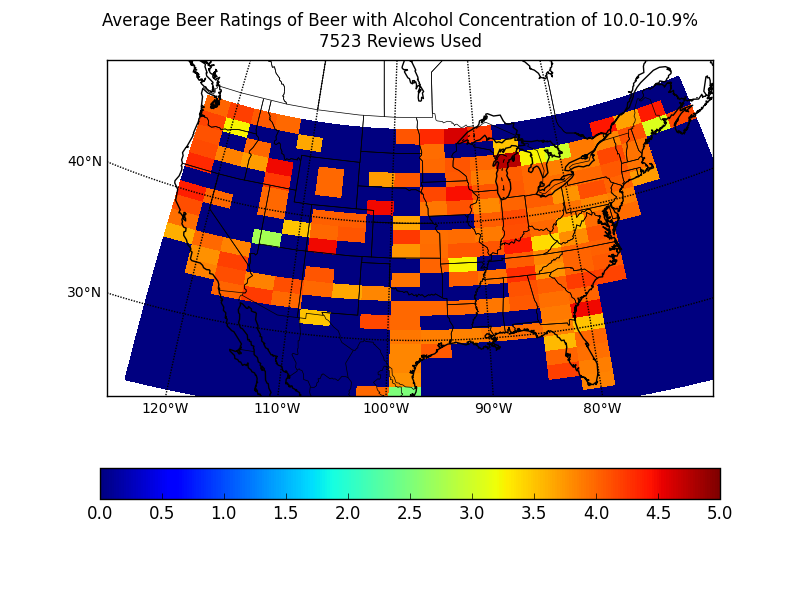 Average Beer Ratings of Beer with Alcohol Concentration of 10.0-10.9%
7523 Reviews Used
40°N
30°N
120°W 110°W 100°W 90°W 80°W
0.0 0.5 1.0 1.5 2.0 2.5 3.0 3.5 4.0 4.5 5.0